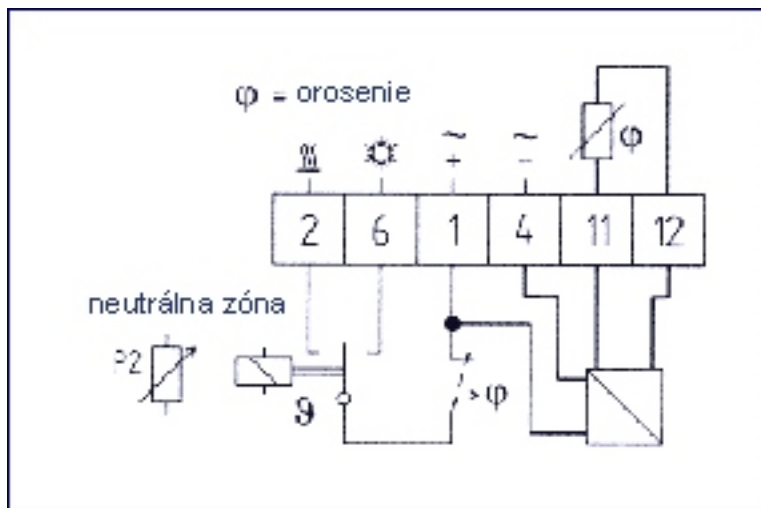 φ = orosenie
~ ~
+ −
2 6 1 4 11 12
φ
neutrálna zóna
P2
ϑ
> φ